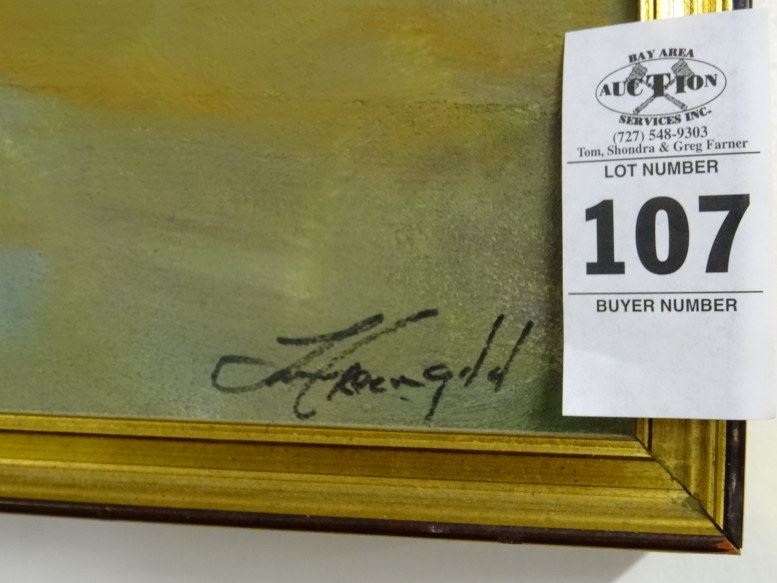 BAY AREA
AUCTION
SERVICES INC.
(727) 548-9303
Tom, Shondra & Greg Farner
LOT NUMBER
107
BUYER NUMBER